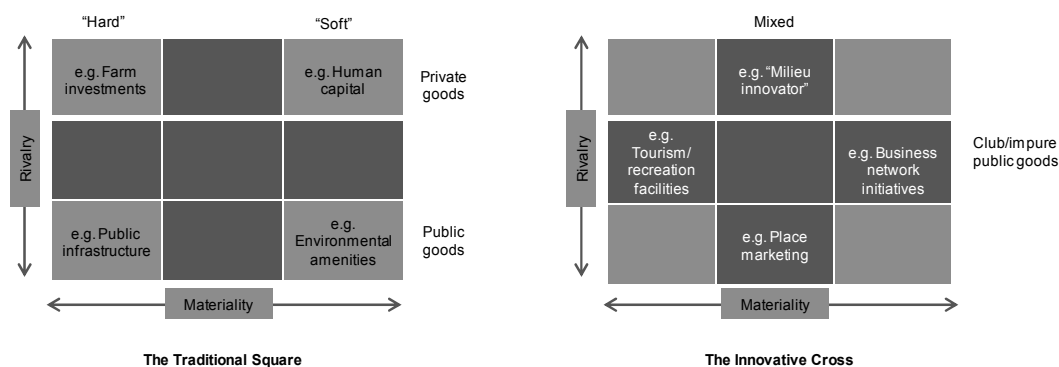 “Hard”
“Soft”
e.g. Farm
investments
e.g. Human
capital
Private
goods
Rivalry
e.g. Public
infrastructure
e.g.
Environmental
amenities
Public
goods
Materiality
The Traditional Square
Mixed
e.g. “Milieu
innovator”
Rivalry
e.g.
Tourism/
recreation
facilities
e.g. Business
network
initiatives
Club/impure
public goods
e.g. Place
marketing
Materiality
The Innovative Cross